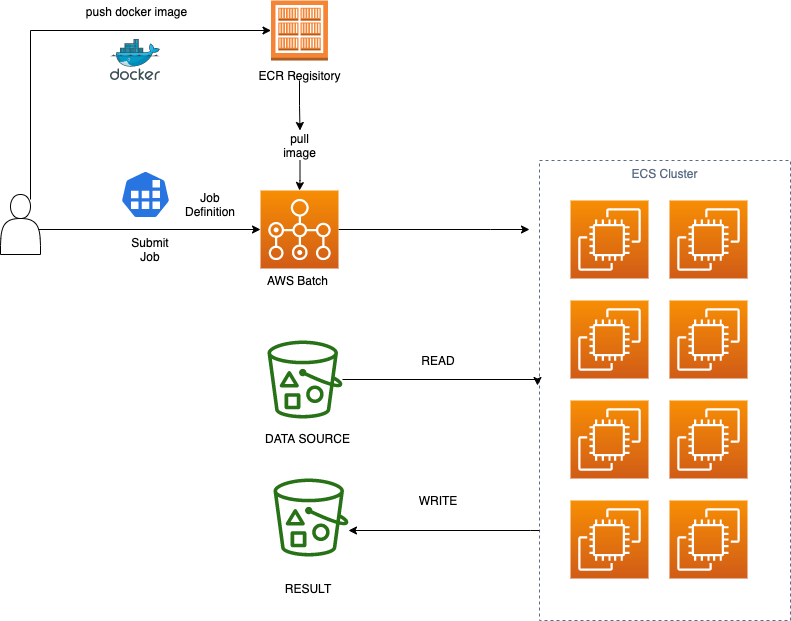 push docker image
docker
ECR Regisitory
pull
image
ECS Cluster
Job
Definition
Submit
Job
AWS Batch
READ
DATA SOURCE
WRITE
RESULT